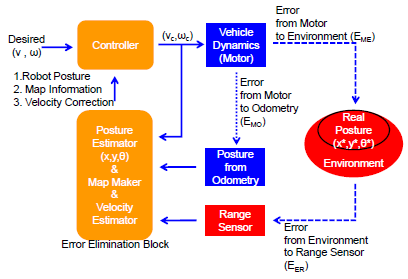 Desired
(v , ω)
1.Robot Posture
2. Map Information
3. Velocity Correction
Controller
(vc,ωc)
Vehicle
Dynamics
(Motor)
Error
from Motor
to Environment (EME)
Error
from Motor
to Odometry
(EMO)
Real
Posture
(x*,y*,θ*)
Environment
Posture
Estimator
(x,y,θ)
&
Map Maker
&
Velocity
Estimator
Posture
from
Odometry
Range
Sensor
Error
from Environment
to Range Sensor
(EER)
Error Elimination Block